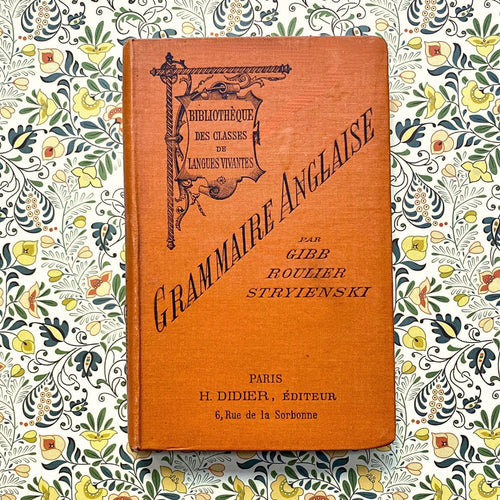 BIBLIOTHÈQUE
DES CLASSES
DE
LANGUES VIVANTES
GRAMMAIRE ANGLAISE
PAR
GIBB
ROULIER
STRYIENSKI
PARIS
H. DIDIER, ÉDITEUR
6, Rue de la Sorbonne